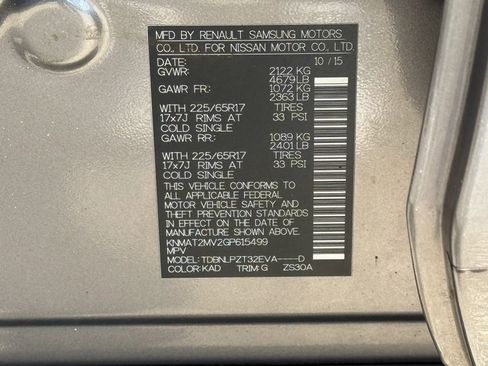 MFD BY RENAULT SAMSUNG MOTORS
CO., LTD. FOR NISSAN MOTOR CO., LTD.
DATE: 10/15
GVWR: 2122 KG
4679LB
GAWR FR: 1072 KG
2363 LB
WITH 225/65R17 TIRES
17x7J RIMS AT 33 PSI
COLD SINGLE
GAWR RR: 1089 KG
2401LB
WITH 225/65R17 TIRES
17x7J RIMS AT 33 PSI
COLD SINGLE
THIS VEHICLE CONFORMS TO
ALL APPLICABLE FEDERAL
MOTOR VEHICLE SAFETY AND
THEFT PREVENTION STANDARDS
IN EFFECT ON THE DATE OF
MANUFACTURE SHOWN ABOVE.
KNMAT2MV2GP615499
MPV
MODEL: TDBNLPZT32EVA----D
COLOR: KAD TRIM: G ZS30A